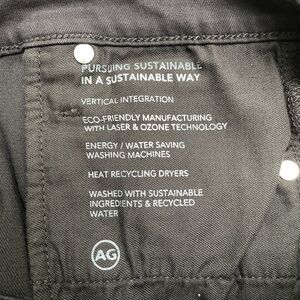 PURSUING SUSTAINABLE
IN A SUSTAINABLE WAY
VERTICAL INTEGRATION
ECO-FRIENDLY MANUFACTURING
WITH LASER & OZONE TECHNOLOGY
ENERGY / WATER SAVING
WASHING MACHINES
HEAT RECYCLING DRYERS
WASHED WITH SUSTAINABLE
INGREDIENTS & RECYCLED
WATER
AG